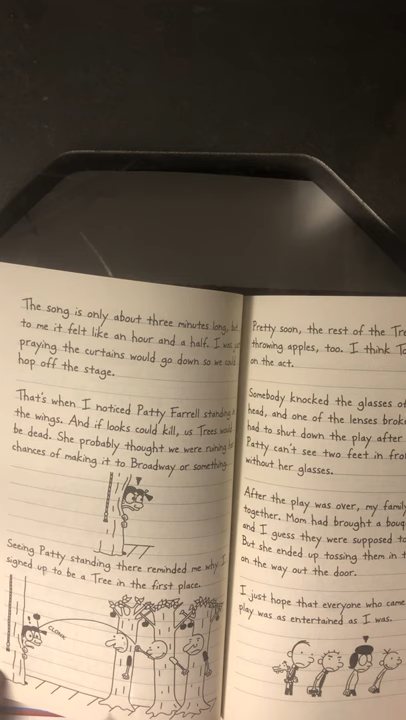 The song is only about three minutes long, but
to me it felt like an hour and a half. I was
praying the curtains would go down so we could
hop off the stage.
That's when I noticed Patty Farrell standing
the wings. And if looks could kill, us Trees would
be dead. She probably thought we were ruining
chances of making it to Broadway or something.
Seeing Patty standing there reminded me why I
signed up to be a Tree in the first place.
CLONK
Pretty soon, the rest of the
throwing apples, too. I think
on the act.
Somebody knocked the glasses
head, and one of the lenses
had to shut down the play after
Patty can't see two feet in
without her glasses.
After the play was over, my family
together. Mom had brought a
and I guess they were supposed
But she ended up tossing them in
on the way out the door.
I just hope that everyone who came
play was as entertained as I was.